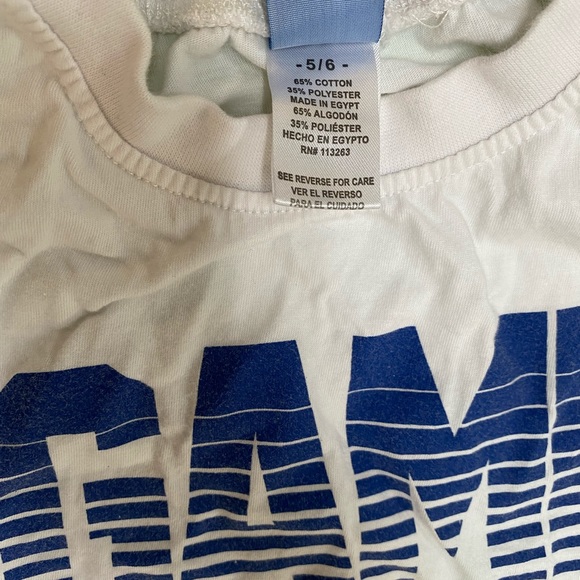 - 5/6 -
65% COTTON
35% POLYESTER
MADE IN EGYPT
65% ALGODÓN
35% POLIÉSTER
HECHO EN EGYPTO
RN# 113263
SEE REVERSE FOR CARE
VER EL REVERSO
PARA EL CUIDADO
GAM